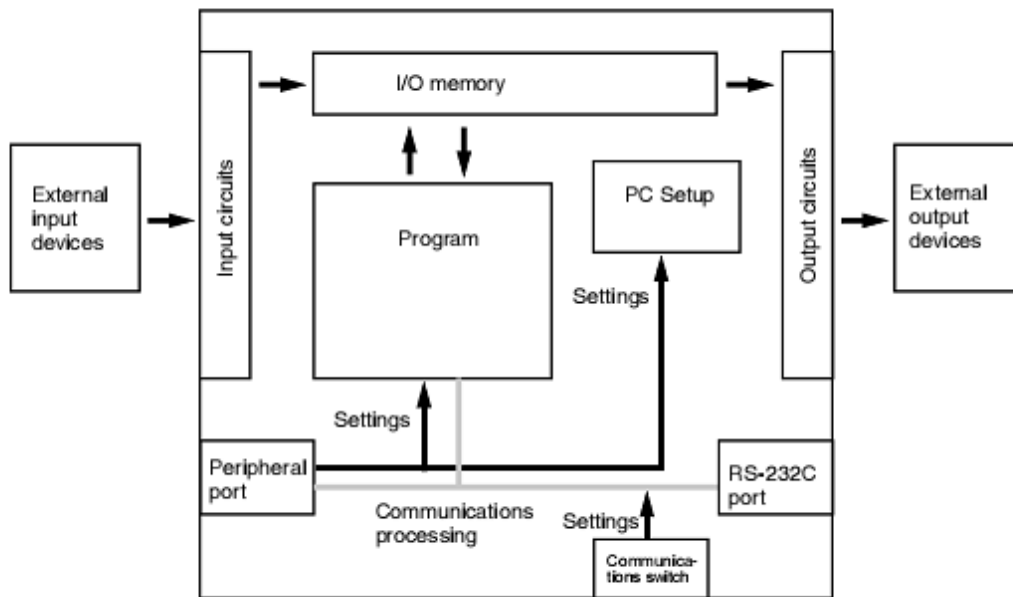 I/O memory
External
input
devices
Input circuits
Program
PC Setup
Output circuits
External
output
devices
Settings
Settings
Peripheral
port
RS-232C
port
Communications
processing
Settings
Communica-
tions switch